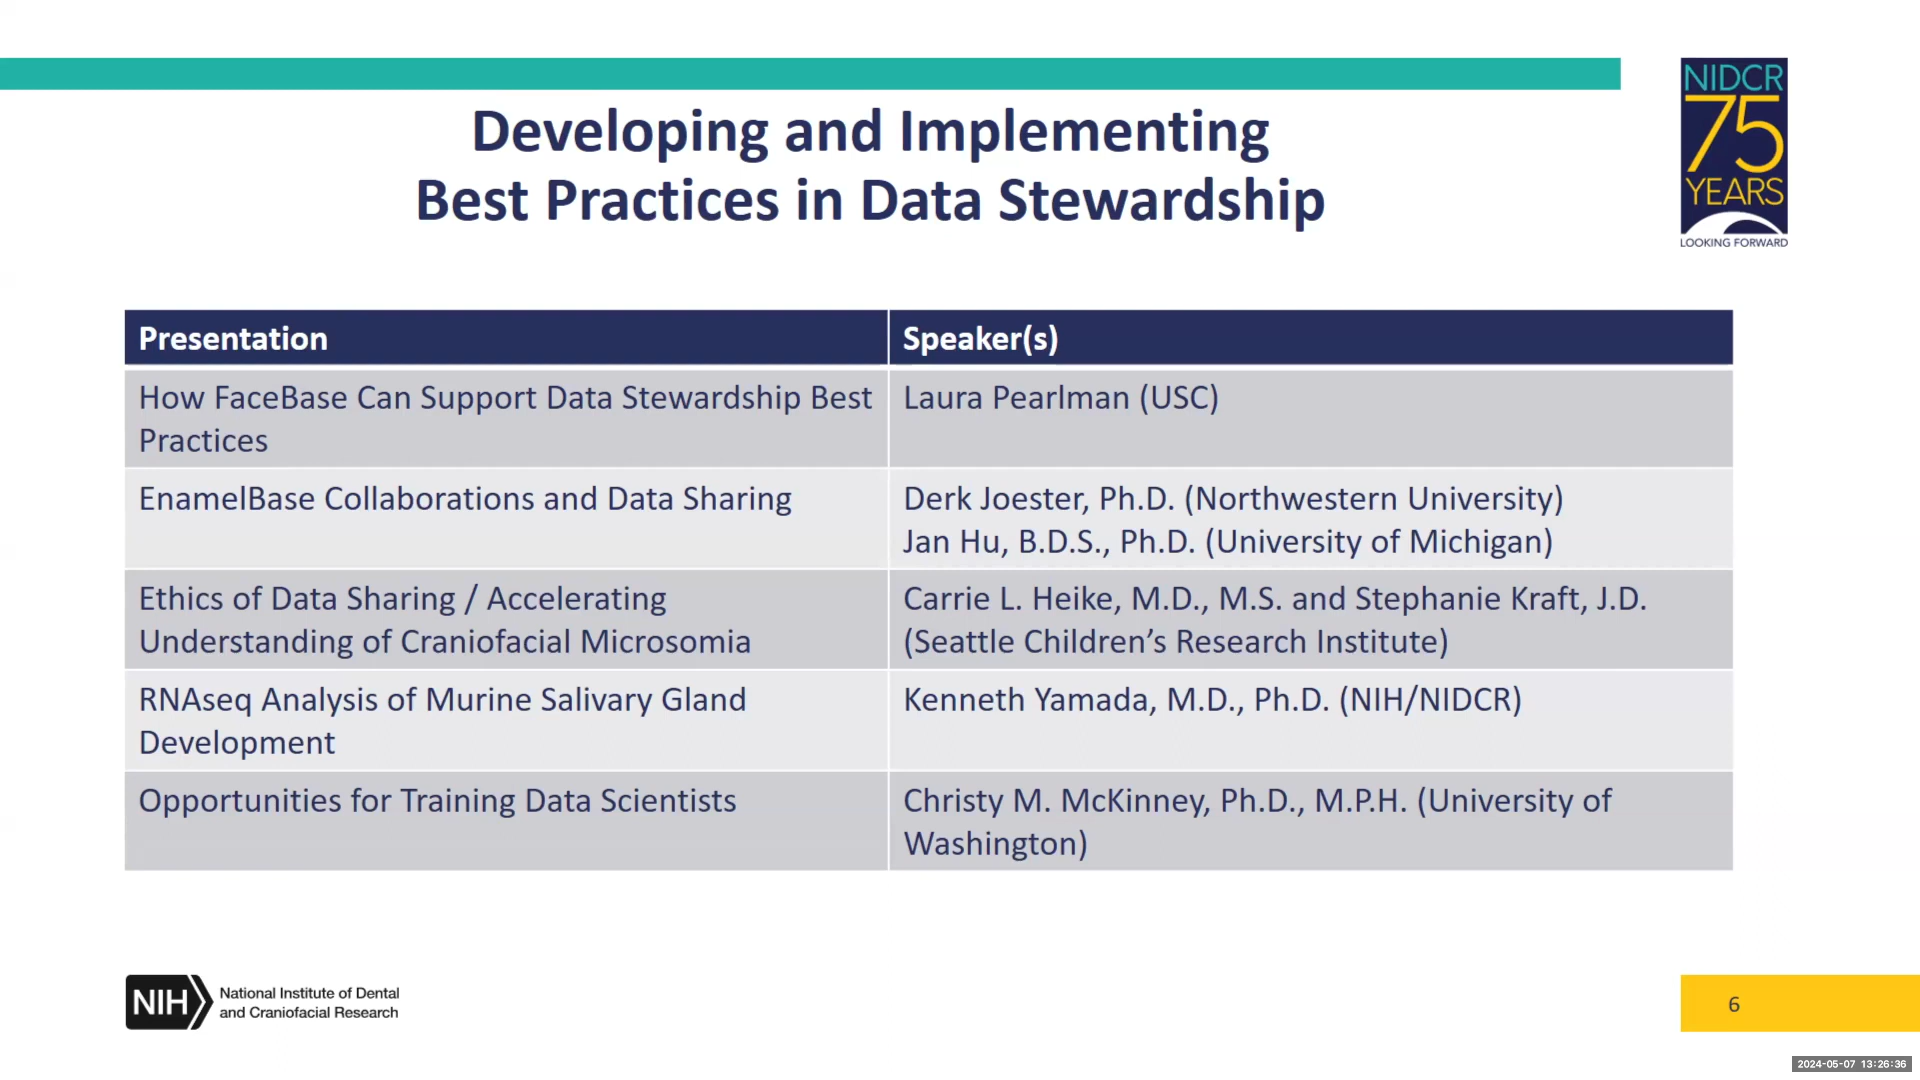 NIDCR
75
YEARS
LOOKING FORWARD
Developing and Implementing
Best Practices in Data Stewardship
Presentation
Speaker(s)
How FaceBase Can Support Data Stewardship Best
Practices
Laura Pearlman (USC)
EnamelBase Collaborations and Data Sharing
Derk Joester, Ph.D. (Northwestern University)
Jan Hu, B.D.S., Ph.D. (University of Michigan)
Ethics of Data Sharing / Accelerating
Understanding of Craniofacial Microsomia
Carrie L. Heike, M.D., M.S. and Stephanie Kraft, J.D.
(Seattle Children’s Research Institute)
RNAseq Analysis of Murine Salivary Gland
Development
Kenneth Yamada, M.D., Ph.D. (NIH/NIDCR)
Opportunities for Training Data Scientists
Christy M. McKinney, Ph.D., M.P.H. (University of
Washington)
NIH
National Institute of Dental
and Craniofacial Research
6
2024-05-07 13:26:36